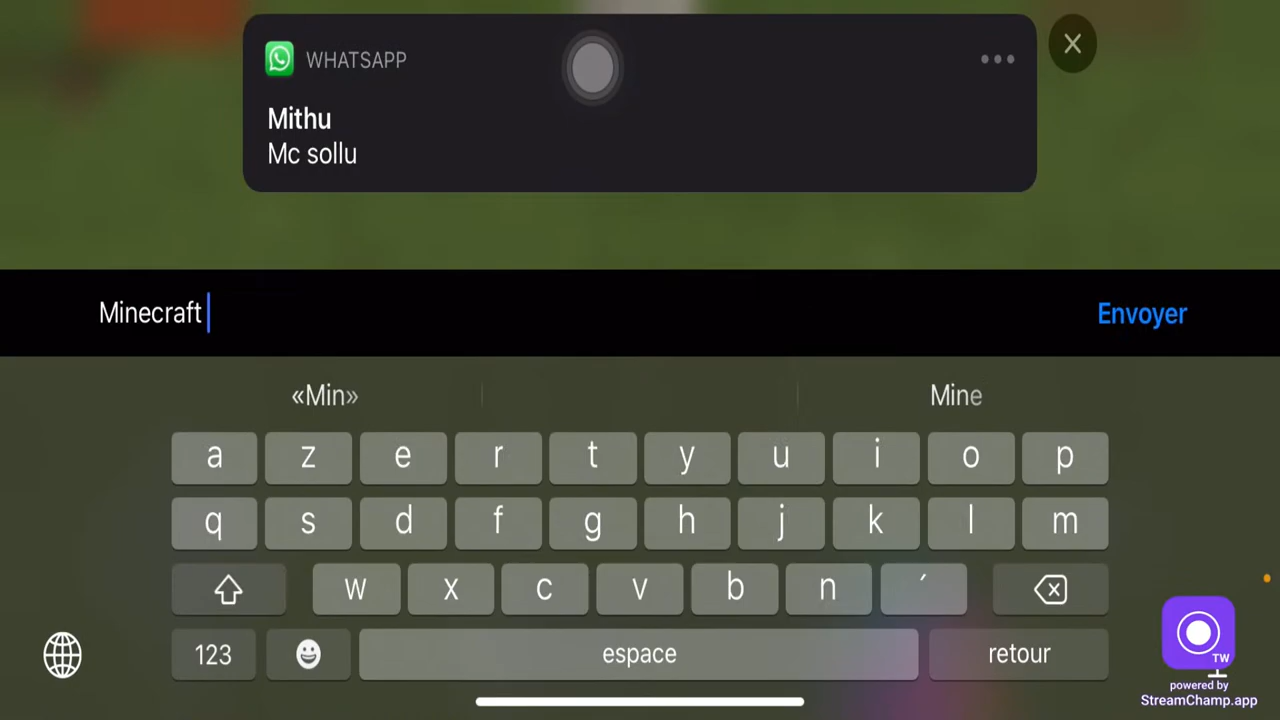 WHATSAPP
Mithu
Mc sollu
Minecraft
Envoyer
«Min»
Mine
a z e r t y u i o p
q s d f g h j k l m
w x c v b n ´
123
espace
retour
TW
powered by
StreamChamp.app